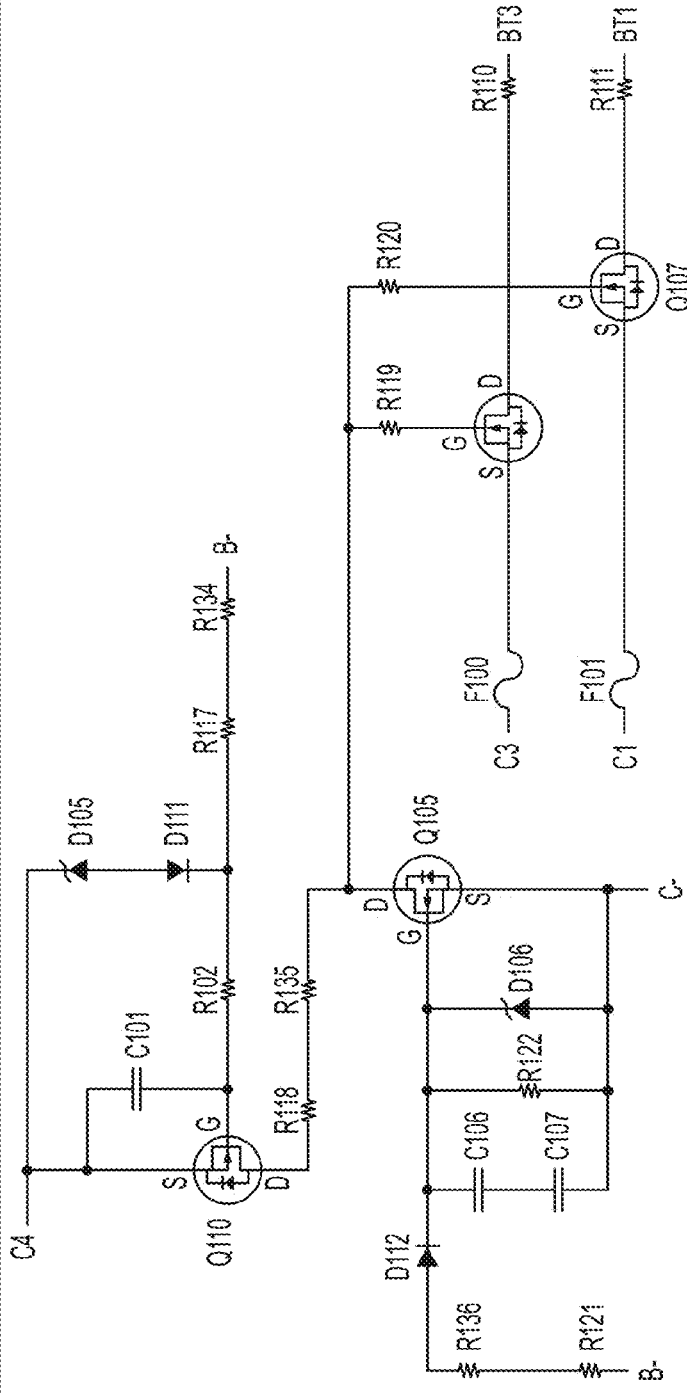 C4
C101
D105
D111
S
G
D
Q110
R102
R117
R134
B-
R118
R135
D
G
S
Q105
R119
R120
G
S
D
G
S
D
Q107
R110
BT3
R111
BT1
F100
C3
F101
C1
D112
R136
R121
B-
C106
C107
R122
D106
C-